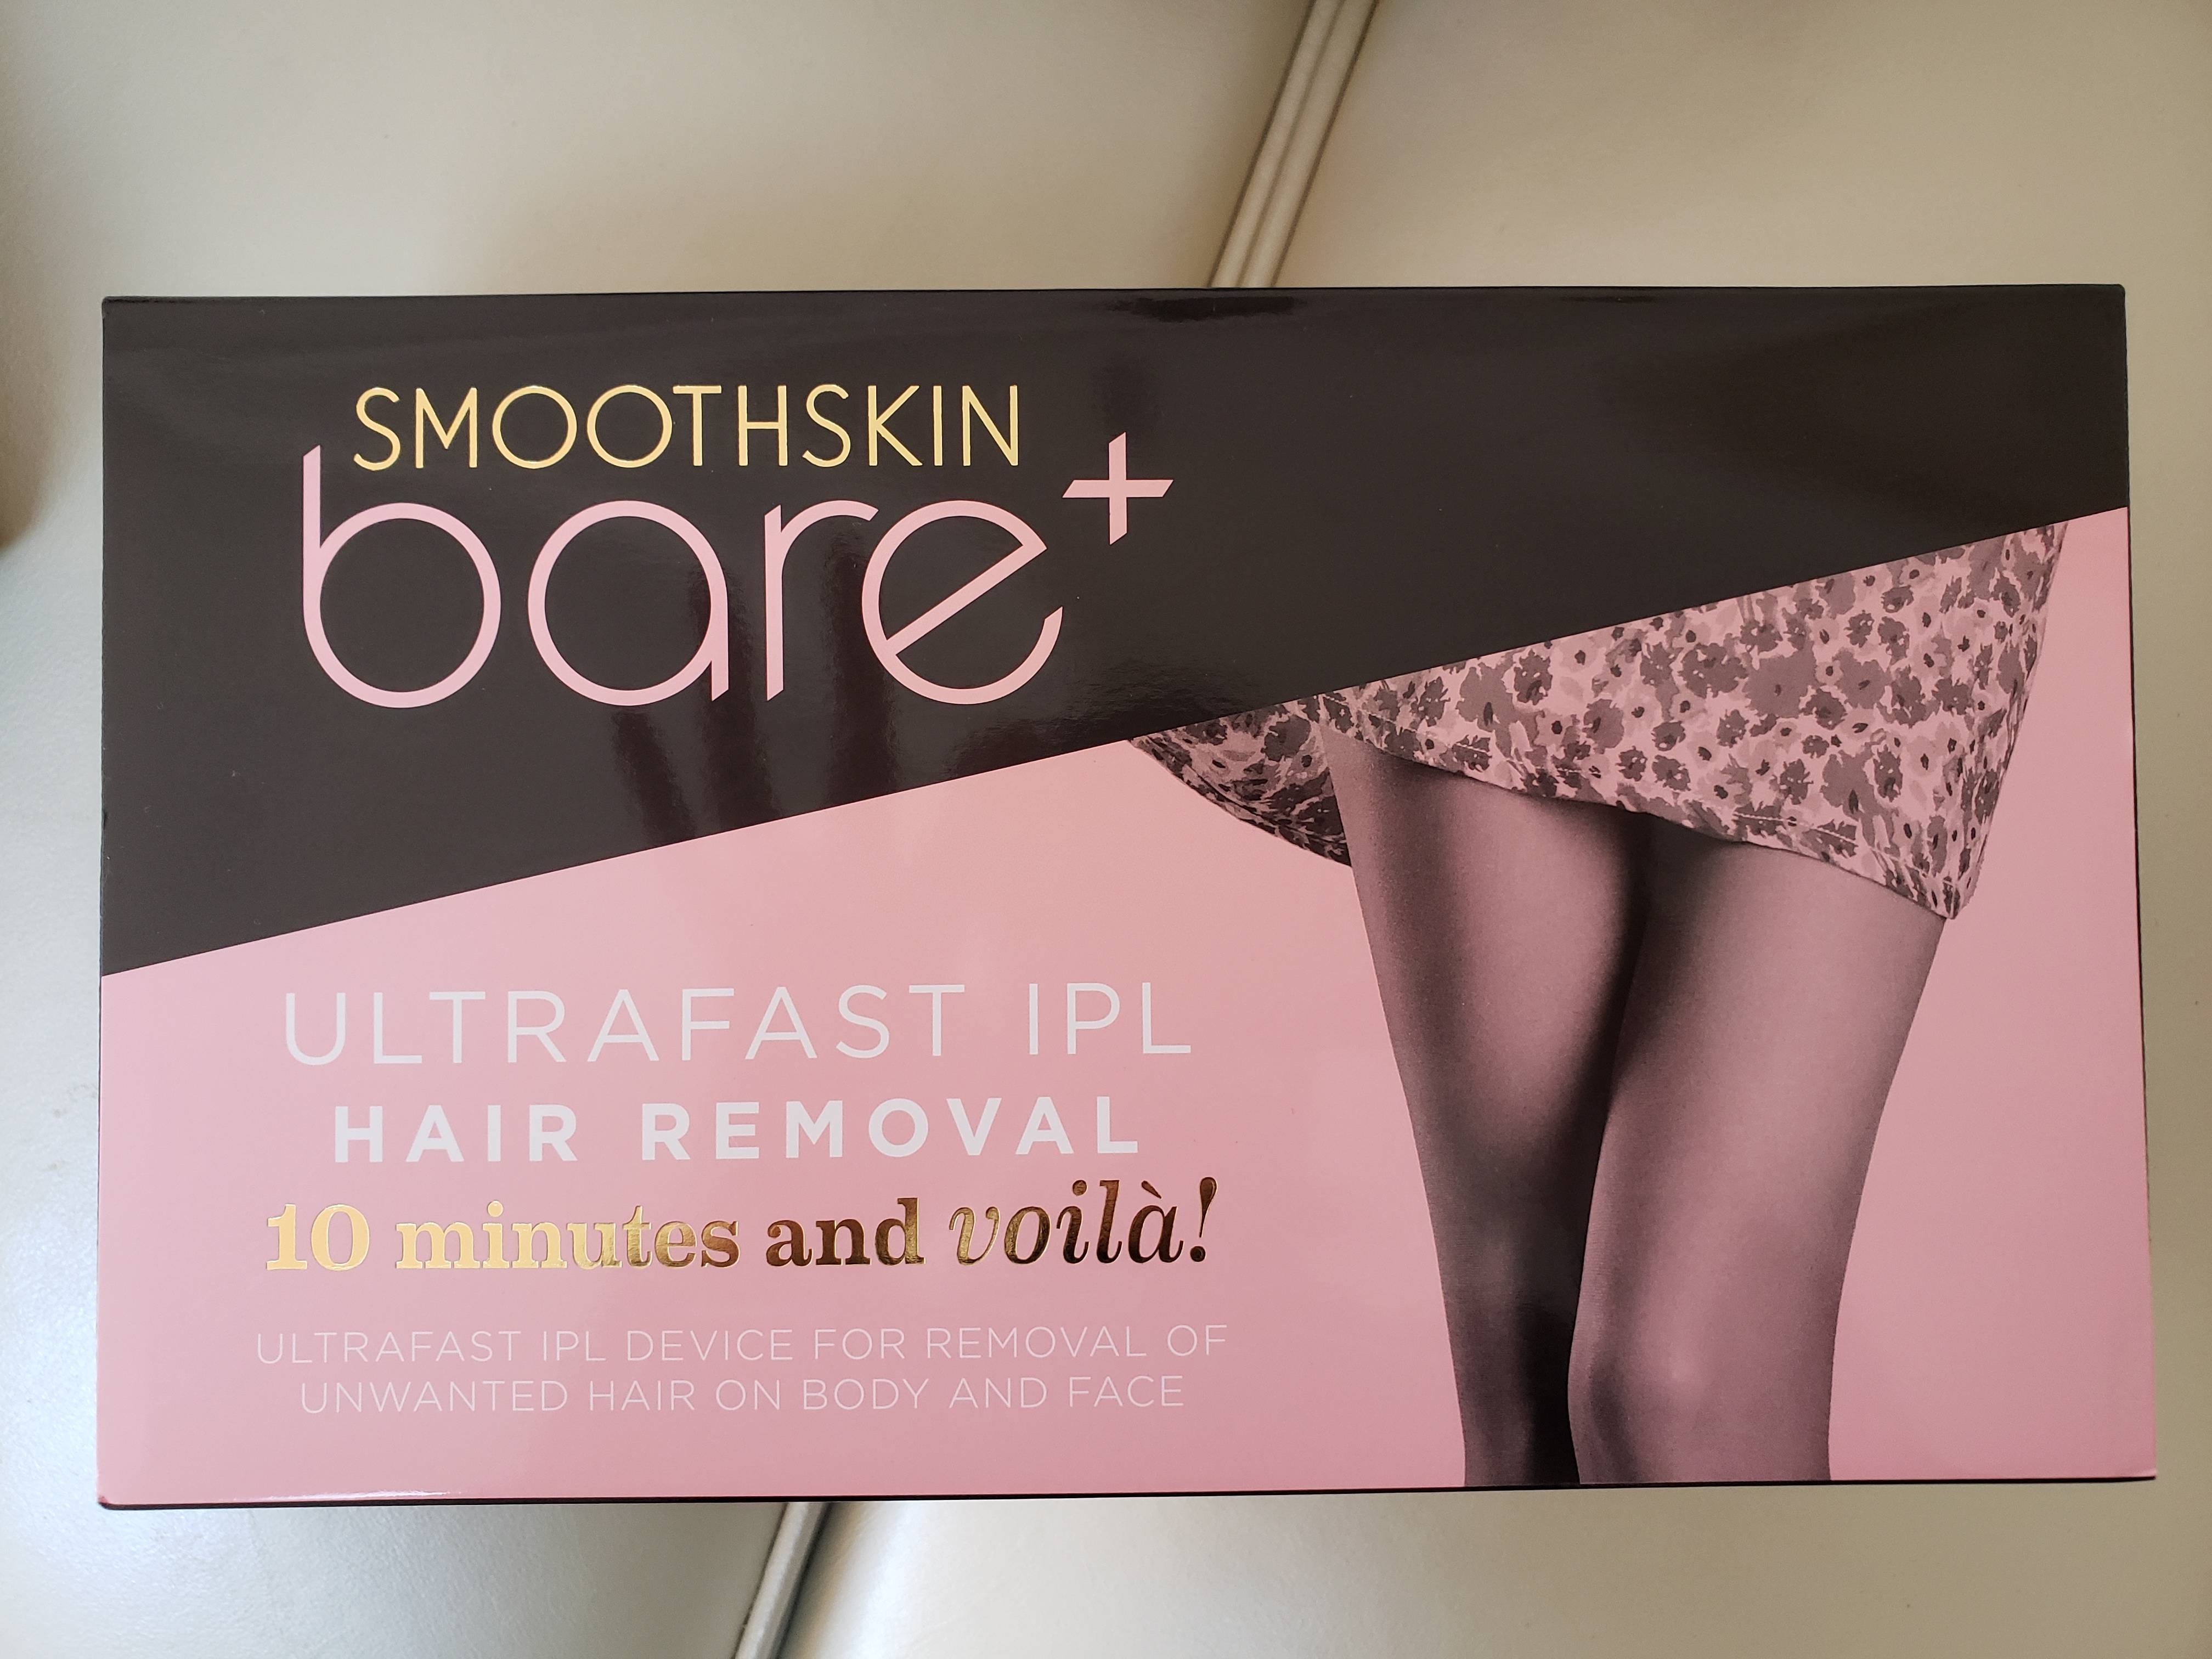 SMOOTHSKIN
bare+
ULTRAFAST IPL
HAIR REMOVAL
10 minutes and voilà!
ULTRAFAST IPL DEVICE FOR REMOVAL OF
UNWANTED HAIR ON BODY AND FACE